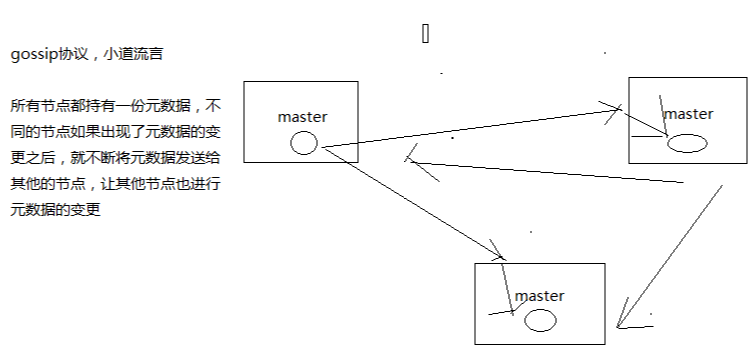 gossip协议，小道流言
所有节点都持有一份元数据，不
同的节点如果出现了元数据的变
更之后，就不断将元数据发送给
其他的节点，让其他节点也进行
元数据的变更
master
master
master